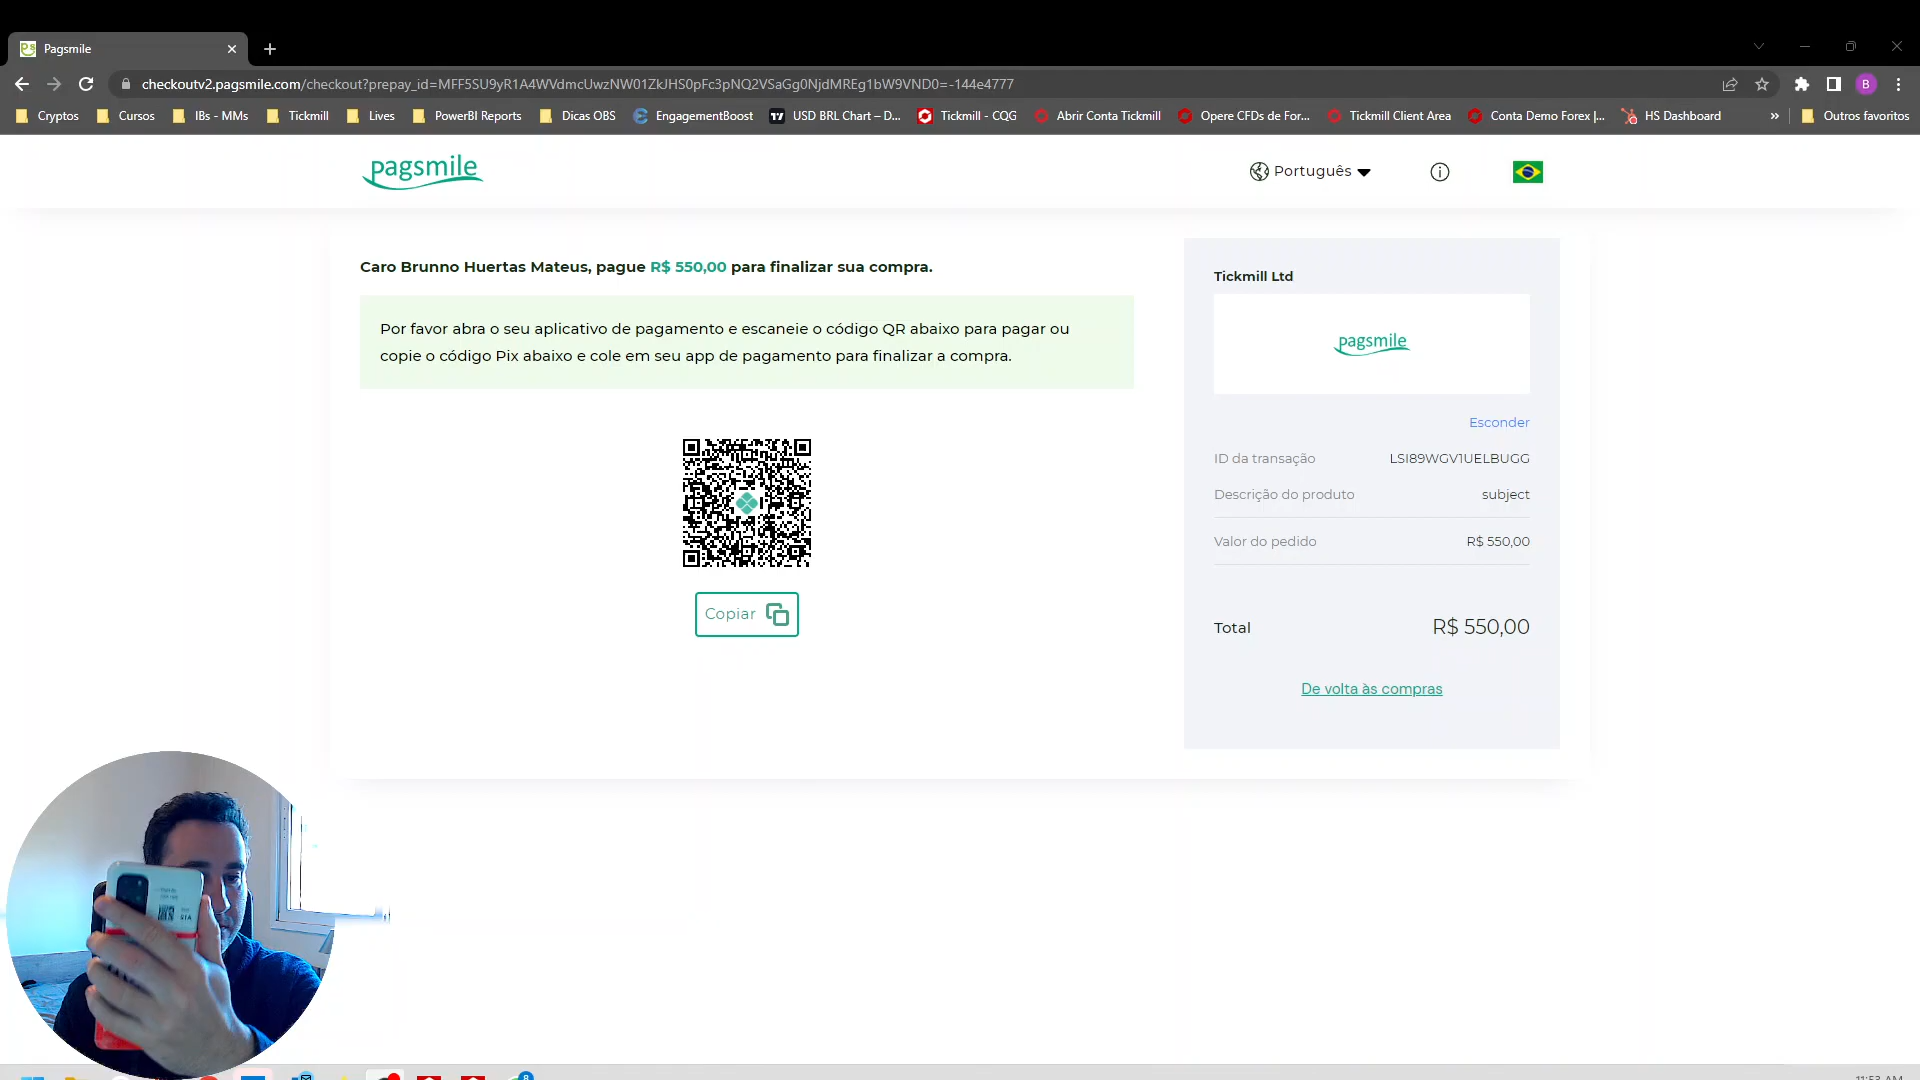 Pagsmile
checkoutv2.pagsmile.com/checkout?prepay_id=MFF5SU9yR1A4WVdmcUwzNW01ZkJHS0pFc3pNQ2VSaGg0NjdMREg1bW9VND0=-144e4777
B
Cryptos Cursos IBs - MMs Tickmill Lives PowerBI Reports Dicas OBS EngagementBoost USD BRL Chart – D... Tickmill - CQG Abrir Conta Tickmill Opere CFDs de For... Tickmill Client Area Conta Demo Forex |... HS Dashboard » Outros favoritos
pagsmile
Português
Caro Brunno Huertas Mateus, pague R$ 550,00 para finalizar sua compra.
Por favor abra o seu aplicativo de pagamento e escaneie o código QR abaixo para pagar ou
copie o código Pix abaixo e cole em seu app de pagamento para finalizar a compra.
Copiar
Tickmill Ltd
pagsmile
Esconder
ID da transação LSI89WGV1UELBUGG
Descrição do produto subject
Valor do pedido R$ 550,00
Total R$ 550,00
De volta às compras